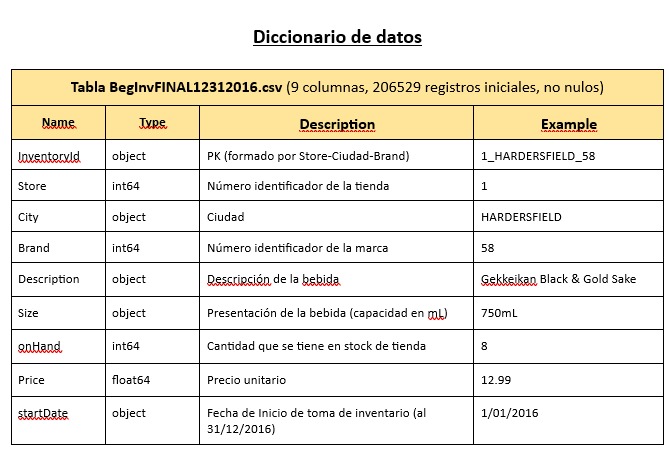 Diccionario de datos
Tabla BegInvFINAL12312016.csv (9 columnas, 206529 registros iniciales, no nulos)
Name Type Description Example
InventoryId object PK (formado por Store-Ciudad-Brand) 1_HARDERSFIELD_58
Store int64 Número identificador de la tienda 1
City object Ciudad HARDERSFIELD
Brand int64 Número identificador de la marca 58
Description object Descripción de la bebida Gekkeikan Black & Gold Sake
Size object Presentación de la bebida (capacidad en mL) 750mL
onHand int64 Cantidad que se tiene en stock de tienda 8
Price float64 Precio unitario 12.99
startDate object Fecha de Inicio de toma de inventario (al 1/01/2016
31/12/2016)